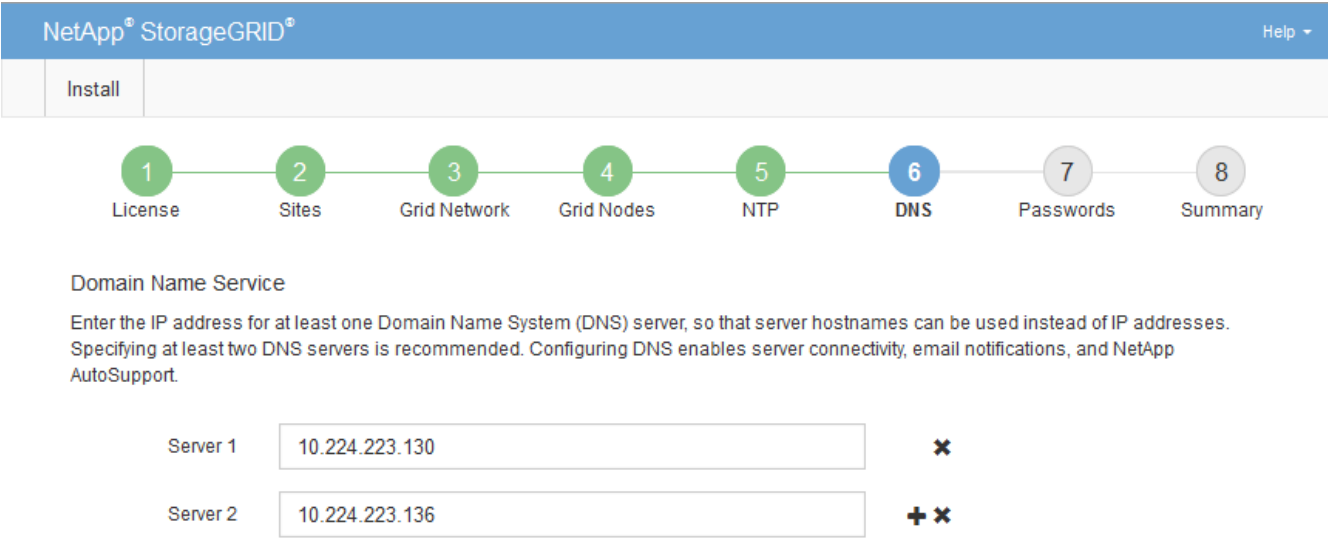 NetApp® StorageGRID®
Help
Install
1 2 3 4 5 6 7 8
License Sites Grid Network Grid Nodes NTP DNS Passwords Summary
Domain Name Service
Enter the IP address for at least one Domain Name System (DNS) server, so that server hostnames can be used instead of IP addresses.
Specifying at least two DNS servers is recommended. Configuring DNS enables server connectivity, email notifications, and NetApp
AutoSupport.
Server 1 10.224.223.130
Server 2 10.224.223.136